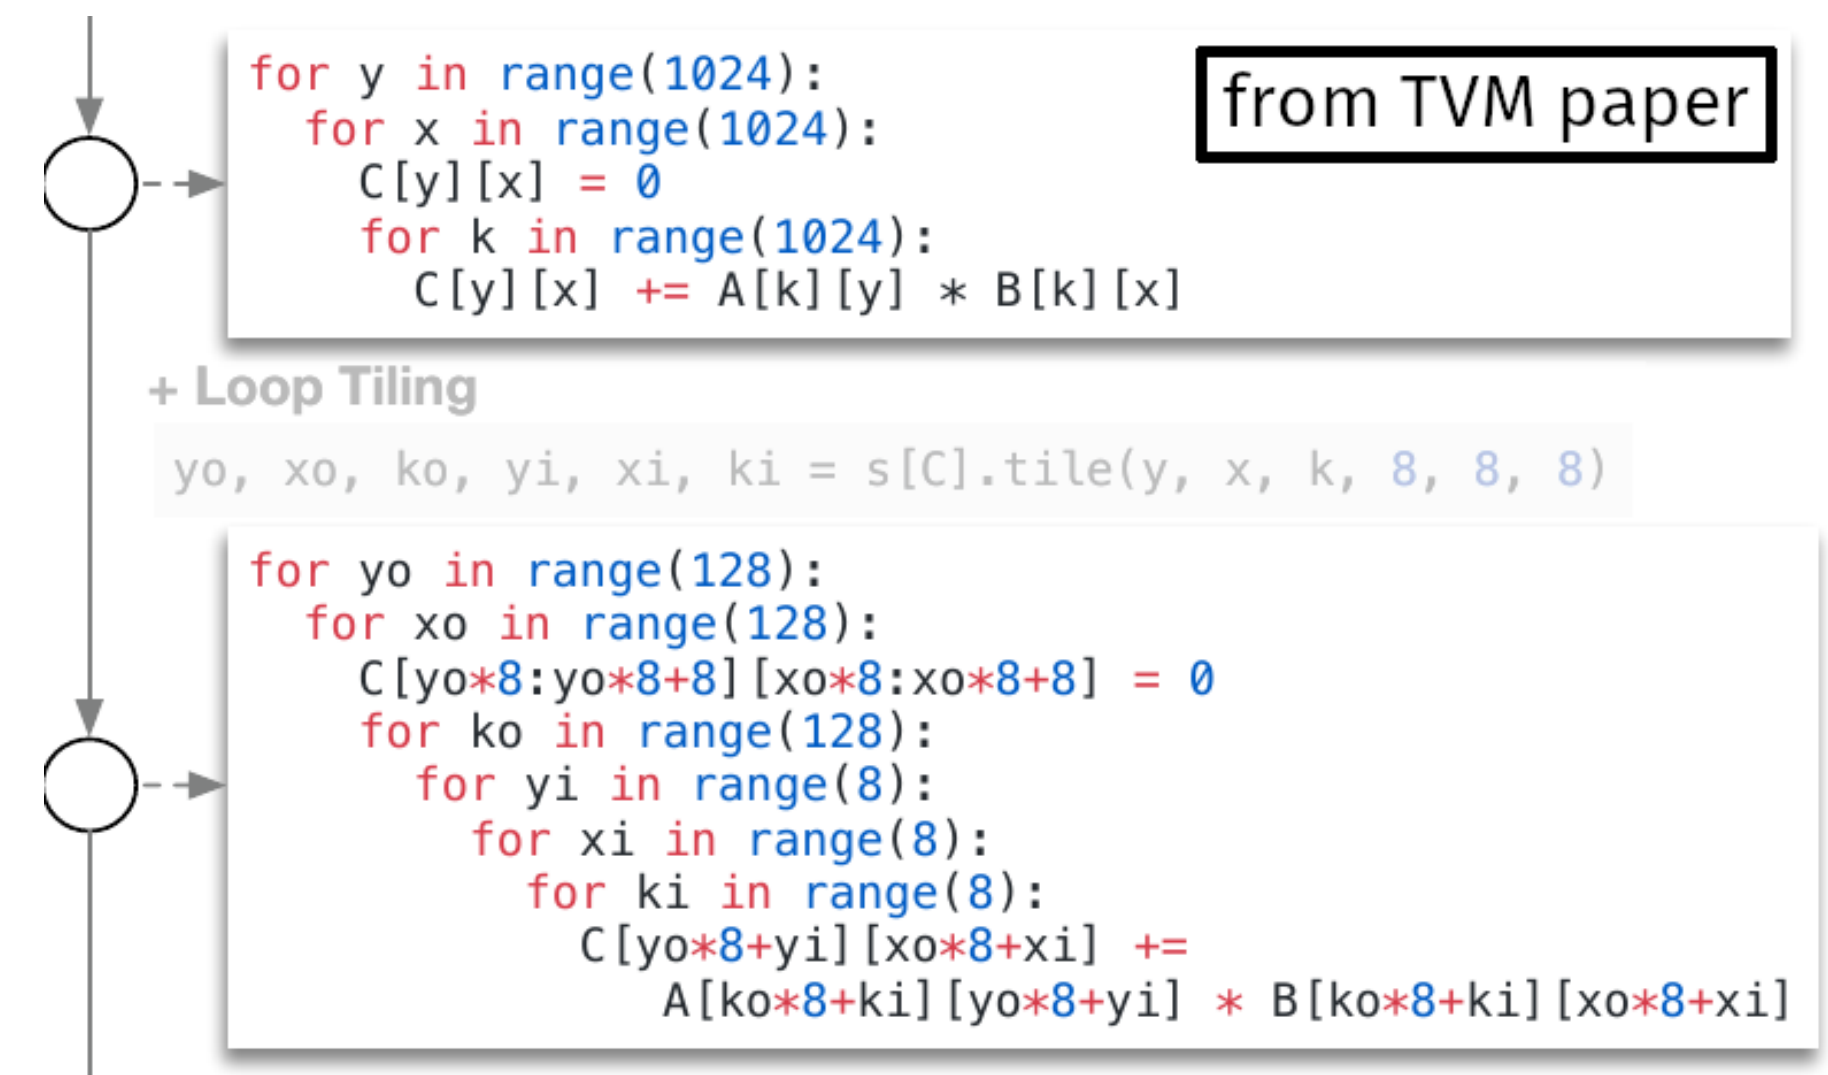 for y in range(1024):
from TVM paper
  for x in range(1024):
    C[y][x] = 0
    for k in range(1024):
      C[y][x] += A[k][y] * B[k][x]
+ Loop Tiling
yo, xo, ko, yi, xi, ki = s[C].tile(y, x, k, 8, 8, 8)
for yo in range(128):
  for xo in range(128):
    C[yo*8:yo*8+8][xo*8:xo*8+8] = 0
    for ko in range(128):
      for yi in range(8):
        for xi in range(8):
          for ki in range(8):
            C[yo*8+yi][xo*8+xi] +=
               A[ko*8+ki][yo*8+yi] * B[ko*8+ki][xo*8+xi]